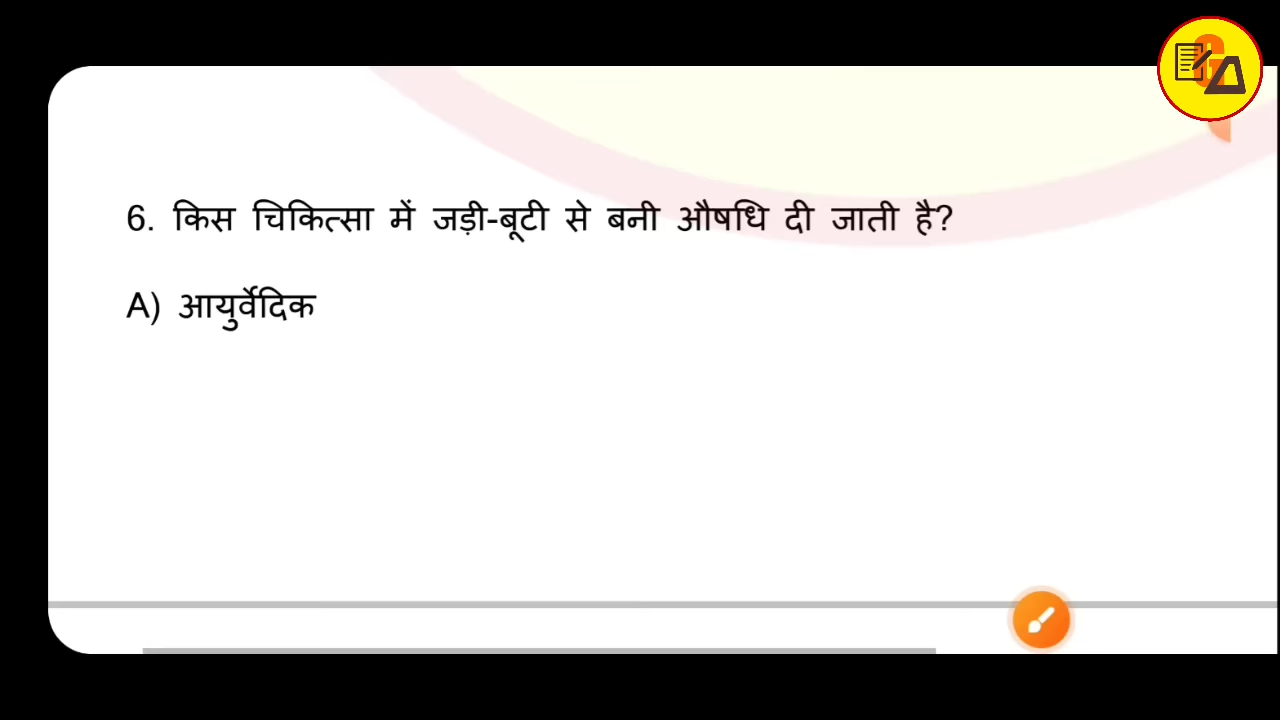 6. किस चिकित्सा में जड़ी-बूटी से बनी औषधि दी जाती है?
A) आयुर्वेदिक